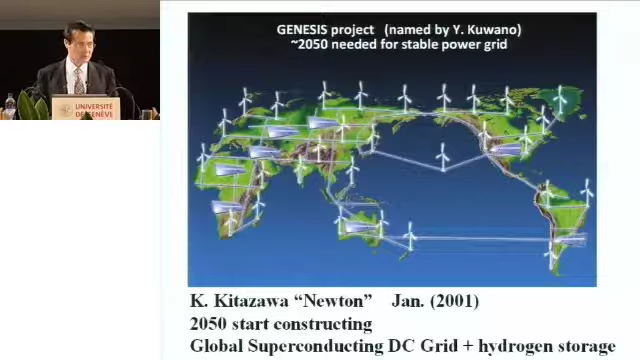 GENESIS project (named by Y. Kuwano)
~2050 needed for stable power grid
UNIVERSITÉ
DE GENÈVE
K. Kitazawa “Newton” Jan. (2001)
2050 start constructing
Global Superconducting DC Grid + hydrogen storage